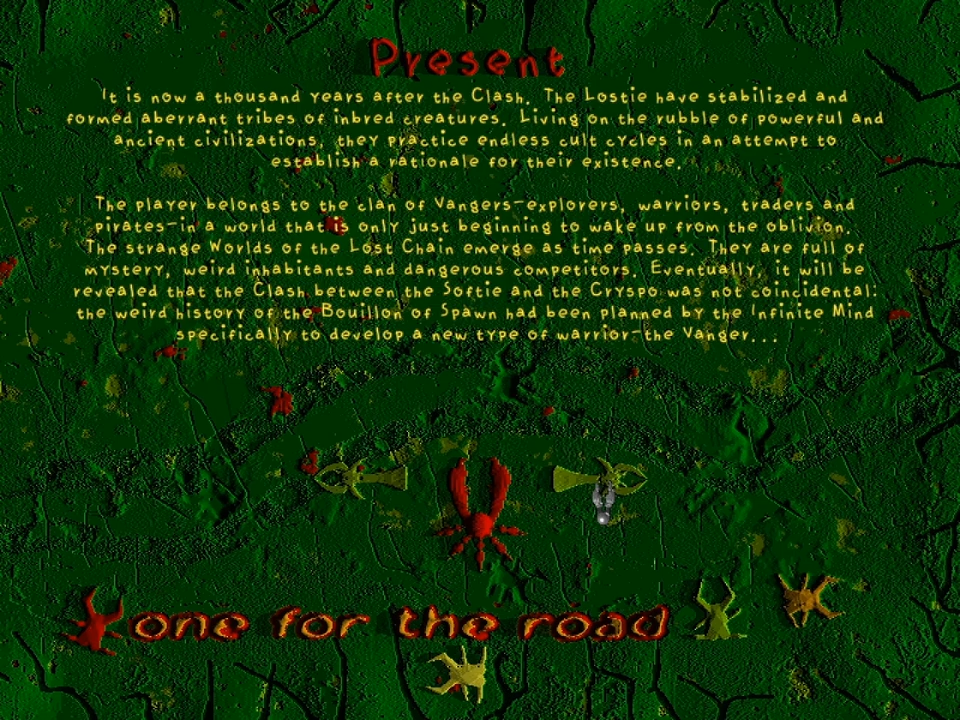 Present
It is now a thousand years after the Clash. The Lostie have stabilized and
formed aberrant tribes of inbred creatures. Living on the rubble of powerful and
ancient civilizations, they practice endless cult cycles in an attempt to
establish a rationale for their existence.
The player belongs to the clan of Vangers-explorers, warriors, traders and
pirates-in a world that is only just beginning to wake up from the oblivion.
The strange Worlds of the Lost Chain emerge as time passes. They are full of
mystery, weird inhabitants and dangerous competitors. Eventually, it will be
revealed that the Clash between the Softie and the Cryspo was not coincidental:
the weird history of the Bouillon of Spawn had been planned by the Infinite Mind
specifically to develop a new type of warrior-the Vanger...
one for the road